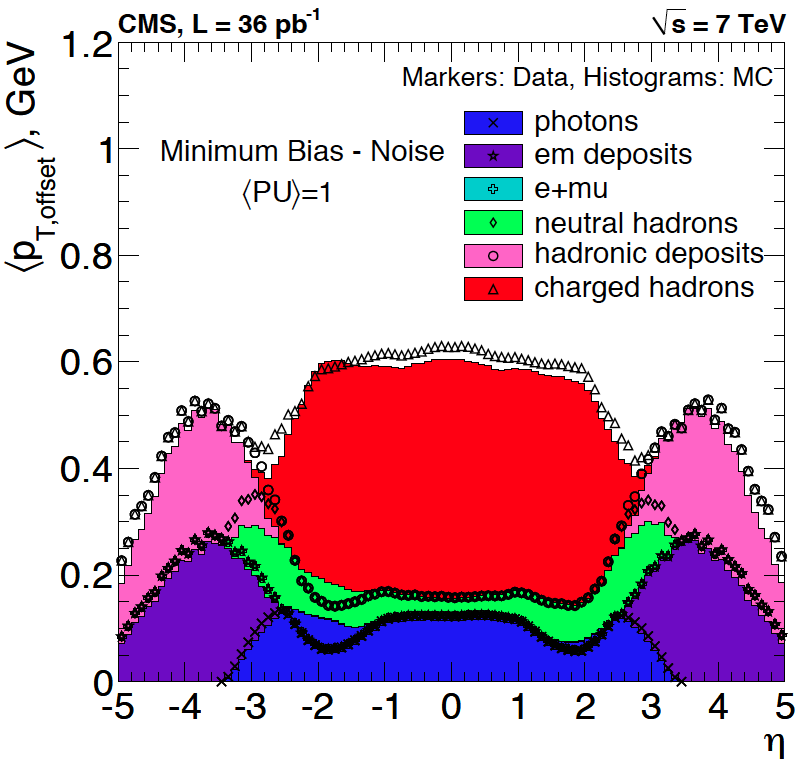 CMS, L = 36 pb⁻¹ √s = 7 TeV
Markers: Data, Histograms: MC
photons
Minimum Bias - Noise
em deposits
⟨PU⟩=1
e+mu
neutral hadrons
hadronic deposits
charged hadrons
⟨p_T,offset⟩, GeV
1.2
1
0.8
0.6
0.4
0.2
0
-5 -4 -3 -2 -1 0 1 2 3 4 5
η